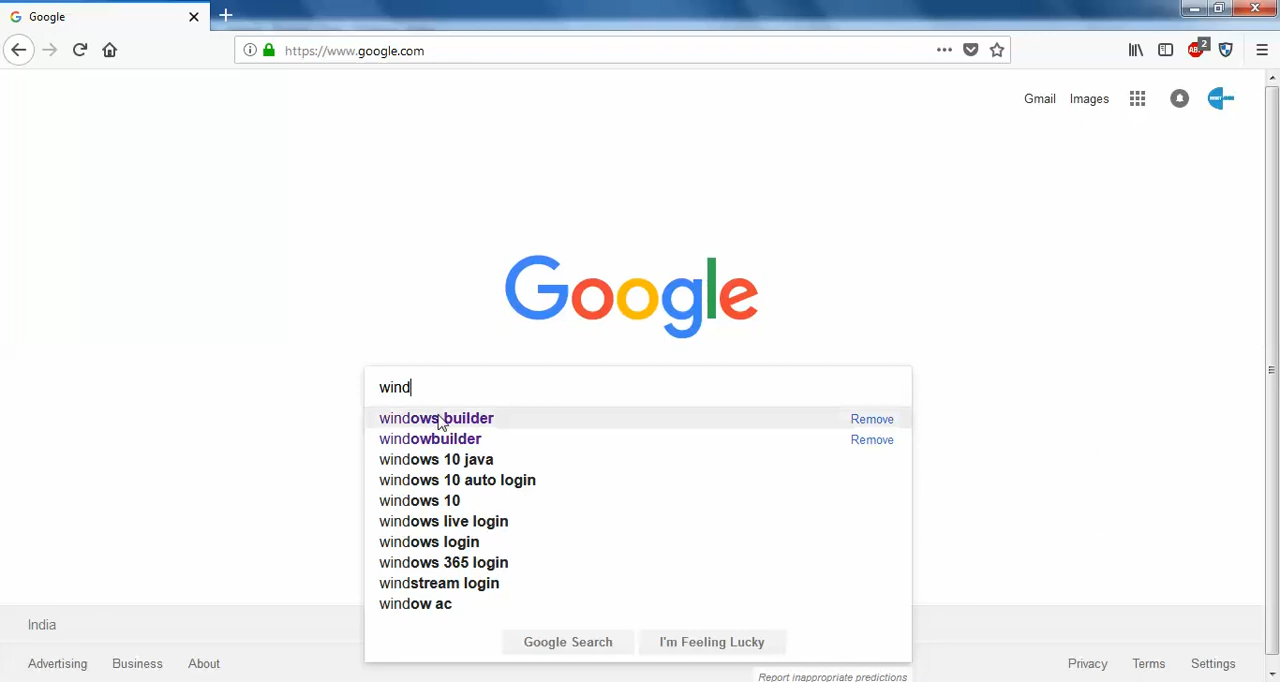 Google
https://www.google.com
ABP 2
Gmail Images
Google
wind
windows builder Remove
windowbuilder Remove
windows 10 java
windows 10 auto login
windows 10
windows live login
windows login
windows 365 login
windstream login
window ac
Google Search I'm Feeling Lucky
Report inappropriate predictions
India
Advertising Business About Privacy Terms Settings